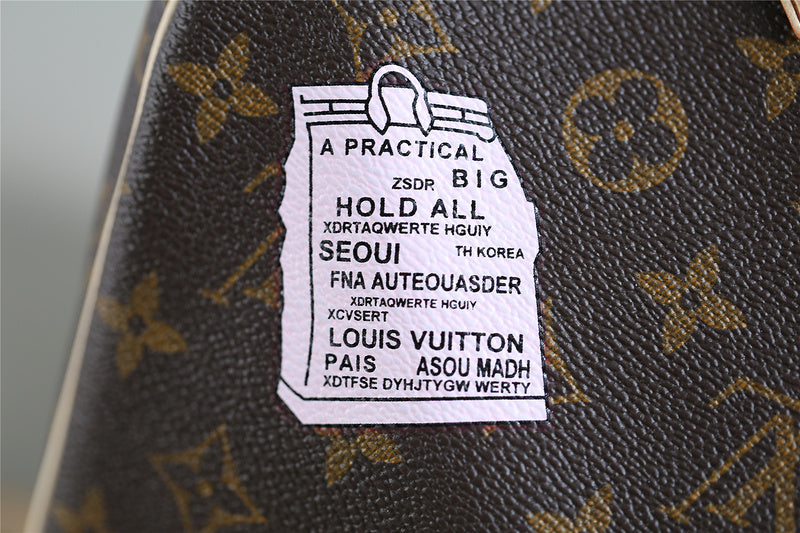 A PRACTICAL
ZSDR BIG
HOLD ALL
XDRTAQWERTE HGUIY
SEOUI TH KOREA
FNA AUTEOUASDER
XDRTAQWERTE HGUIY
XCVSERT
LOUIS VUITTON
PAIS ASOU MADH
XDTFSE DYHJTYGW WERTY